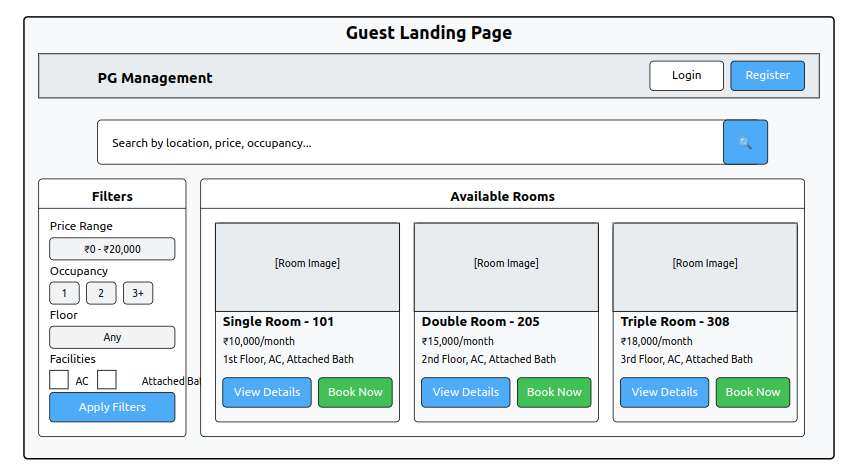 Guest Landing Page
PG Management
Login
Register
Search by location, price, occupancy...
Filters
Price Range
₹0 - ₹20,000
Occupancy
1
2
3+
Floor
Any
Facilities
AC
Attached Ba
Apply Filters
Available Rooms
[Room Image]
Single Room - 101
₹10,000/month
1st Floor, AC, Attached Bath
View Details
Book Now
[Room Image]
Double Room - 205
₹15,000/month
2nd Floor, AC, Attached Bath
View Details
Book Now
[Room Image]
Triple Room - 308
₹18,000/month
3rd Floor, AC, Attached Bath
View Details
Book Now